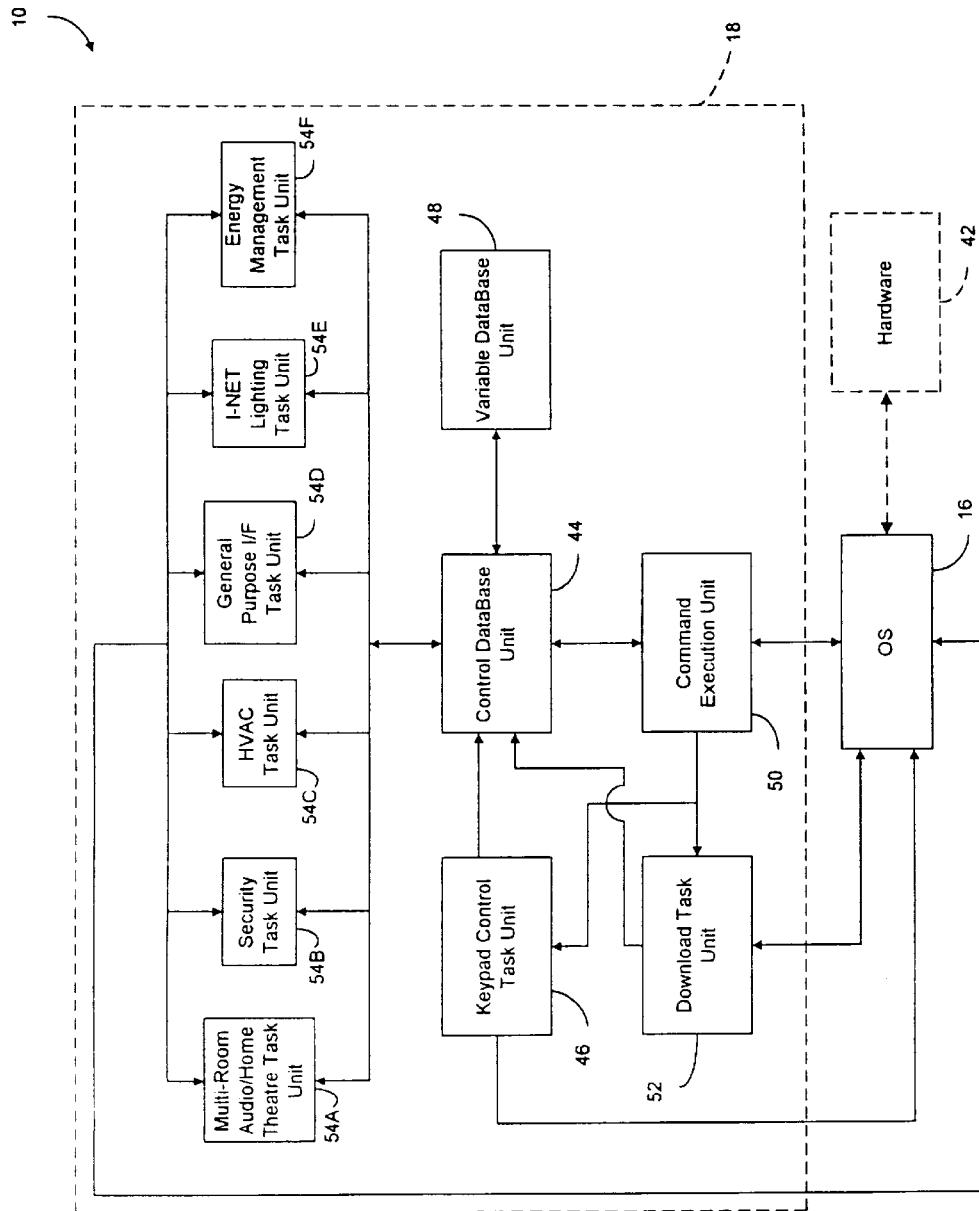 10
18
Multi-Room
Audio/Home
Theatre Task
Unit
54A
Security
Task Unit
54B
HVAC
Task Unit
54C
General
Purpose I/F
Task Unit
54D
I-NET
Lighting
Task Unit
54E
Energy
Management
Task Unit
54F
Keypad Control
Task Unit
46
Control DataBase
Unit
44
Variable DataBase
Unit
48
Download Task
Unit
52
Command
Execution Unit
50
OS
16
Hardware
42